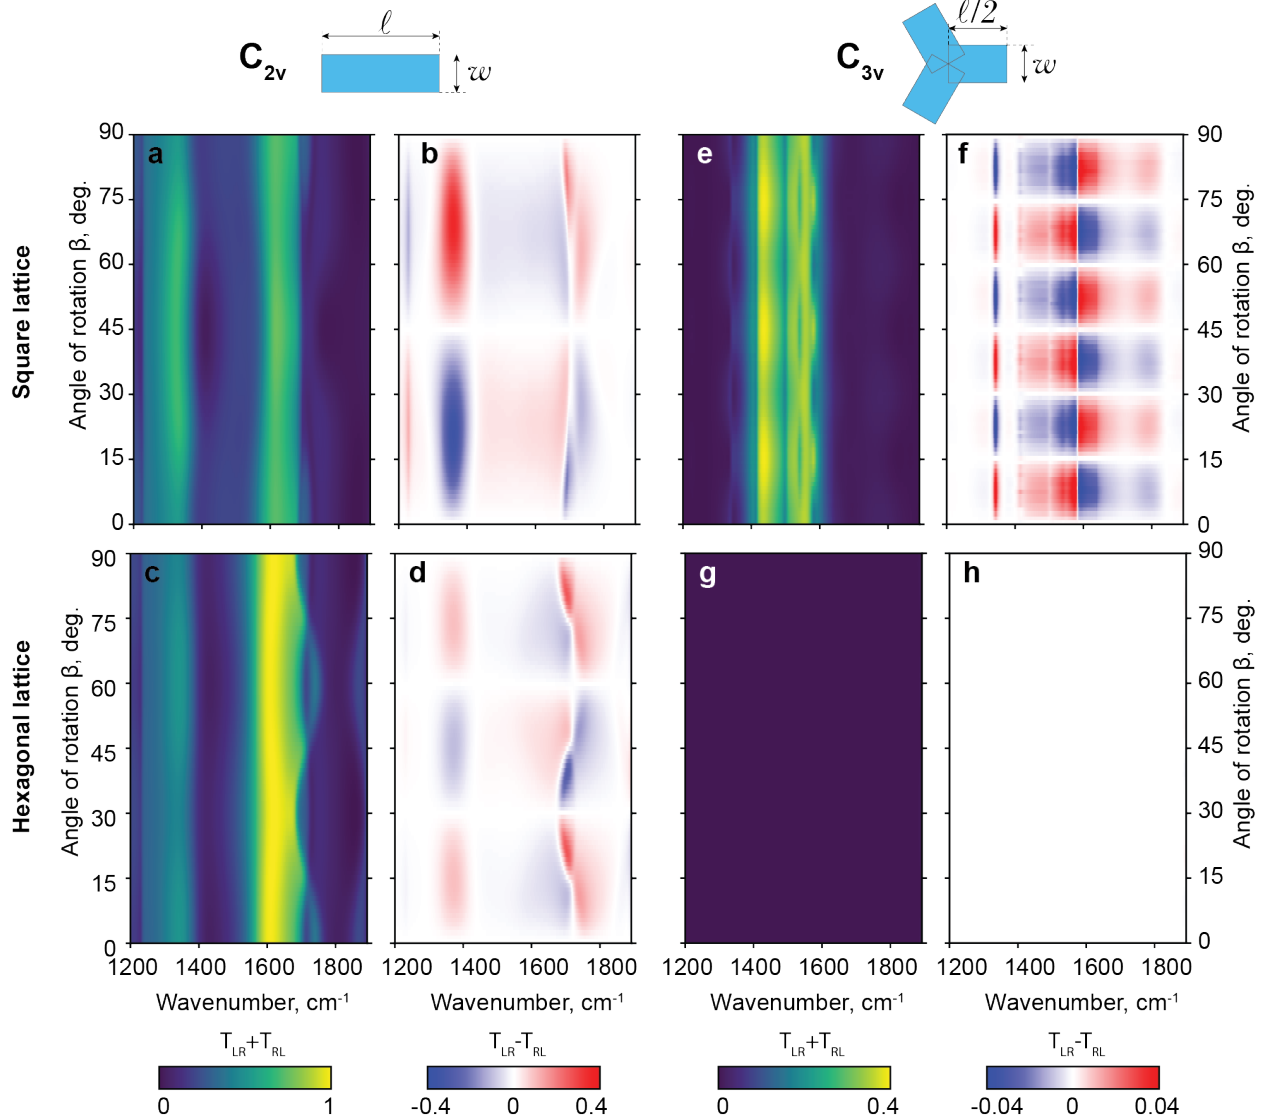 C2v
ℓ
w
C3v
ℓ/2
w
Square lattice
Angle of rotation β, deg.
90
75
60
45
30
15
0
a
b
e
f
90
75
60
45
30
15
0
Angle of rotation β, deg.
Hexagonal lattice
Angle of rotation β, deg.
90
75
60
45
30
15
0
c
d
g
h
90
75
60
45
30
15
0
Angle of rotation β, deg.
1200 1400 1600 1800
1200 1400 1600 1800
1200 1400 1600 1800
1200 1400 1600 1800
Wavenumber, cm-1
Wavenumber, cm-1
Wavenumber, cm-1
Wavenumber, cm-1
TLR+TRL
TLR-TRL
TLR+TRL
TLR-TRL
0 1
-0.4 0 0.4
0 0.4
-0.04 0 0.04